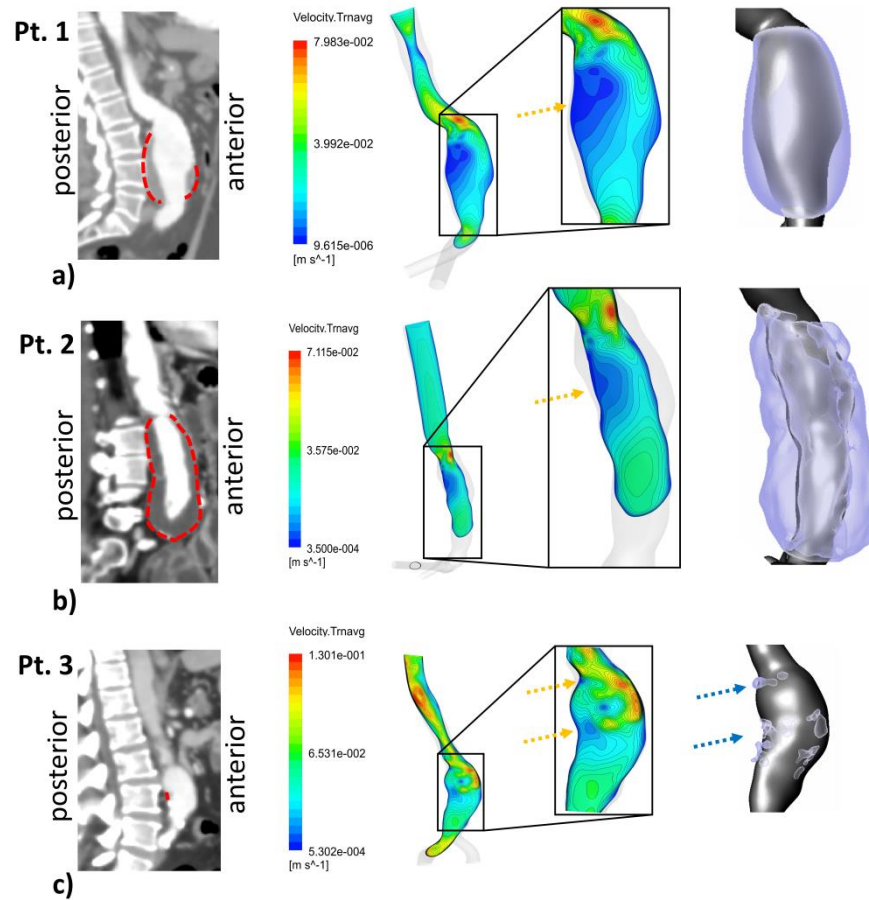 Pt. 1
posterior
anterior
a)
Velocity.Trnavg
7.983e-002
3.992e-002
9.615e-006
[m s^-1]
Pt. 2
posterior
anterior
b)
Velocity.Trnavg
7.115e-002
3.575e-002
3.500e-004
[m s^-1]
Pt. 3
posterior
anterior
c)
Velocity.Trnavg
1.301e-001
6.531e-002
5.302e-004
[m s^-1]